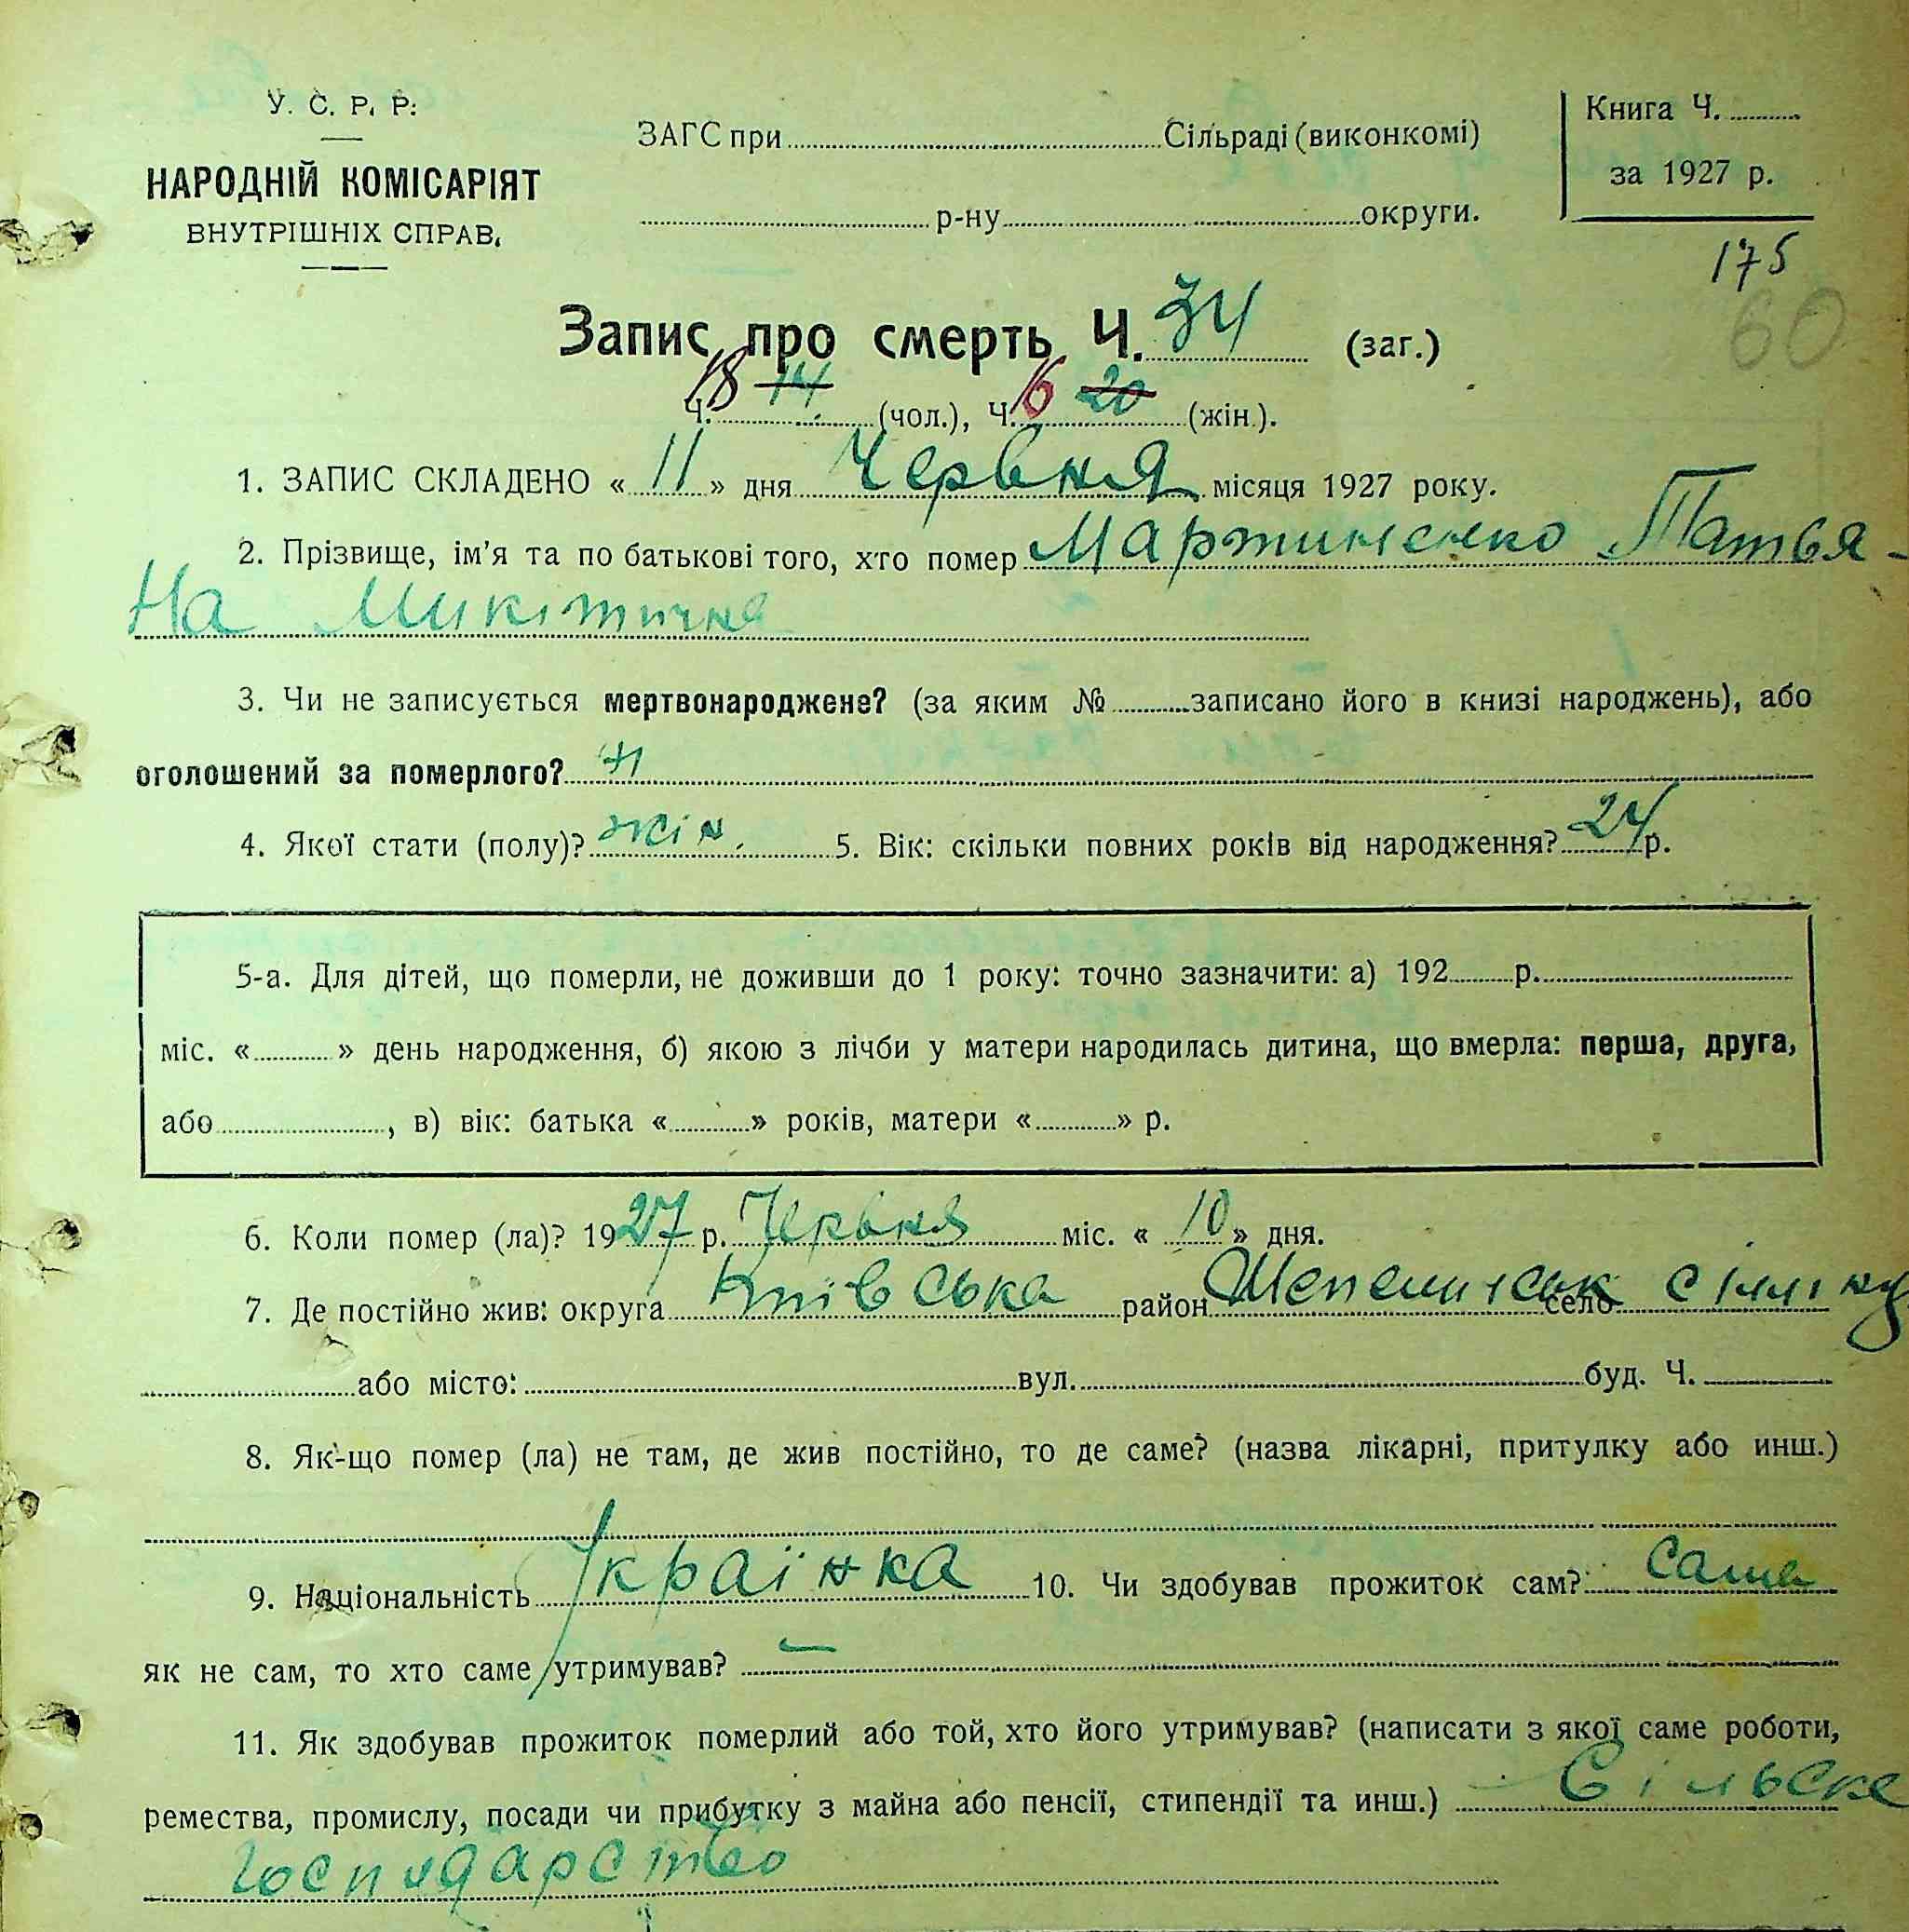 У. С. Р. Р.
НАРОДНІЙ КОМІСАРІЯТ
ВНУТРІШНІХ СПРАВ.
ЗАГС при Сільраді (виконкомі)
р-ну округи.
Книга Ч.
за 1927 р.
175
60
Запис про смерть Ч. 34 (заг.)
Ч. 18 14 (чол.), Ч. 16 20 (жін.).
1. ЗАПИС СКЛАДЕНО « 11 » дня Червня місяця 1927 року.
2. Прізвище, ім’я та по батькові того, хто помер Мартиненко Татья-
на Микітична
3. Чи не записується мертвонароджене? (за яким № записано його в книзі народжень), або
оголошений за померлого? ні
4. Якої стати (полу)? жін. 5. Вік: скільки повних років від народження? 24 р.
5-а. Для дітей, що померли, не доживши до 1 року: точно зазначити: а) 192 р.
міс. « » день народження, б) якою з лічби у матери народилась дитина, що вмерла: перша, друга,
або , в) вік: батька « » років, матери « » р.
6. Коли помер (ла)? 1927 р. Червня міс. « 10 » дня.
7. Де постійно жив: округа Київська район село
або місто: вул. буд. Ч.
8. Як-що помер (ла) не там, де жив постійно, то де саме? (назва лікарні, притулку або инш.)
9. Національність Українка 10. Чи здобував прожиток сам? Сама
як не сам, то хто саме утримував? —
11. Як здобував прожиток померлий або той, хто його утримував? (написати з якої саме роботи,
ремества, промислу, посади чи прибутку з майна або пенсії, стипендії та инш.) Сільске
господарство